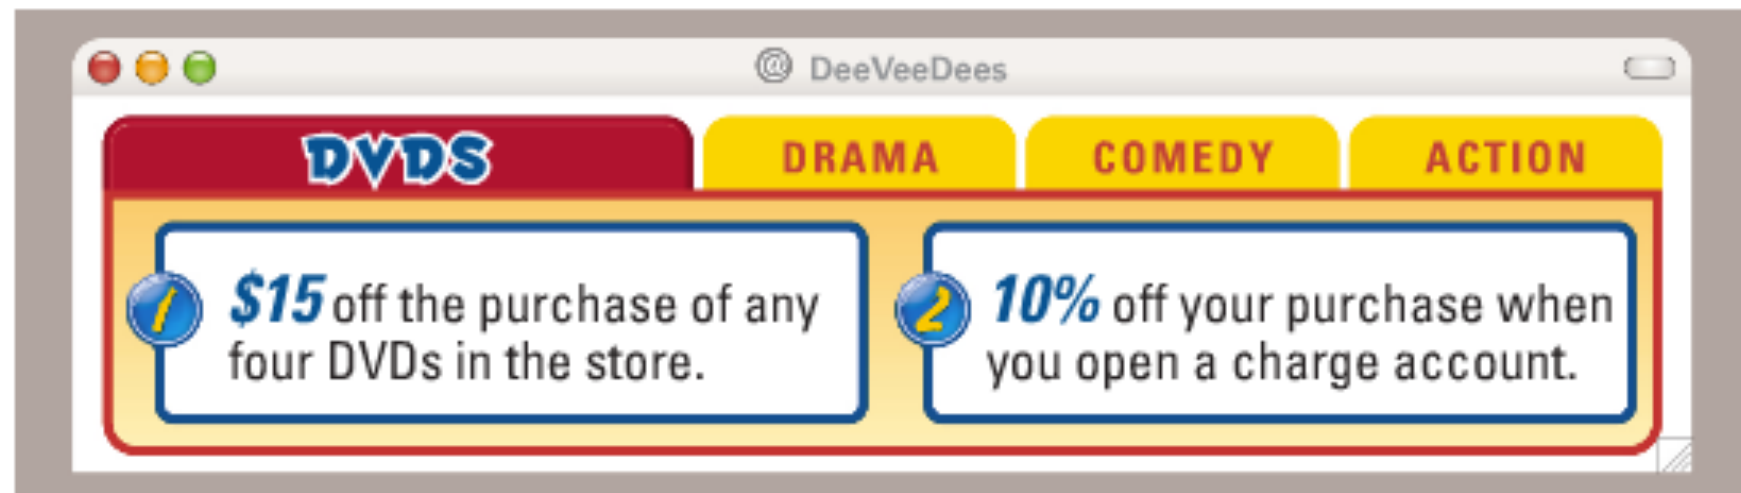 @ DeeVeeDees
DVDS
DRAMA
COMEDY
ACTION
1
$15 off the purchase of any
four DVDs in the store.
2
10% off your purchase when
you open a charge account.